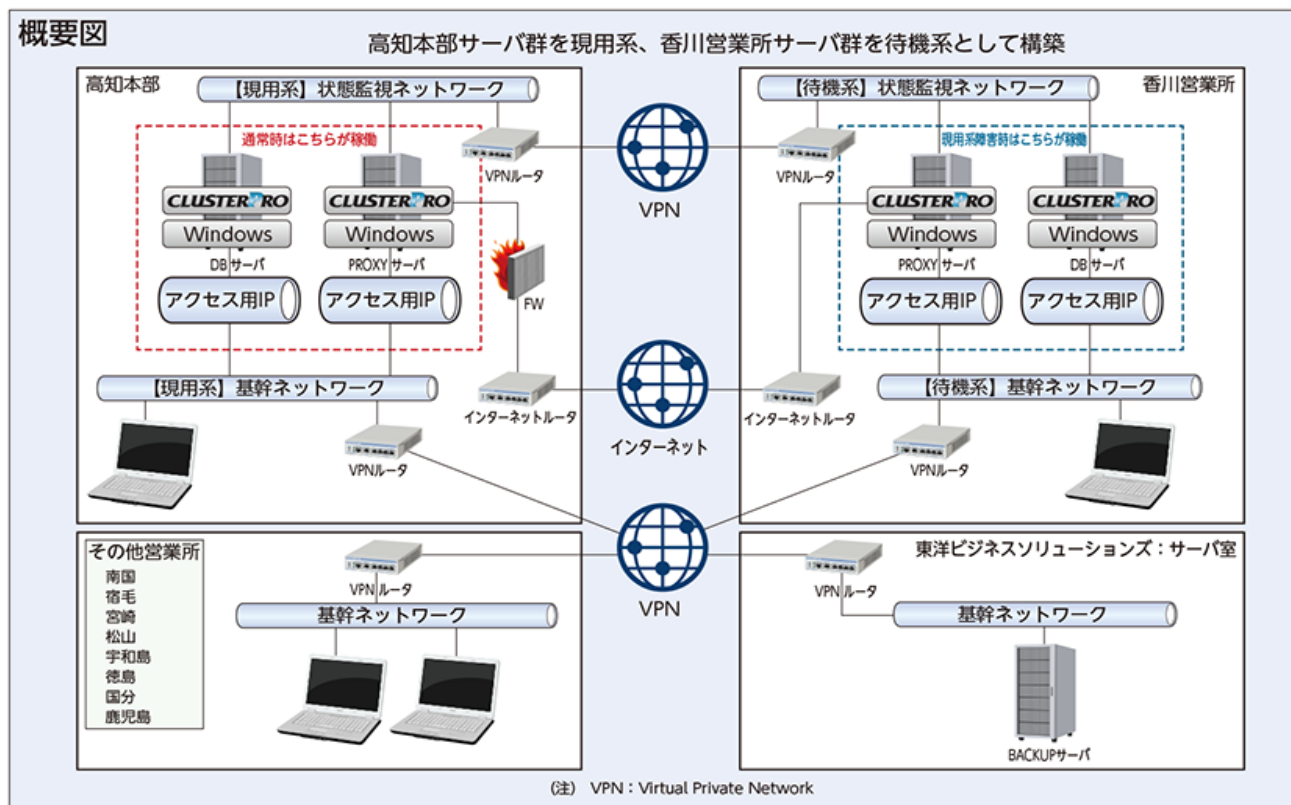 概要図
高知本部サーバ群を現用系、香川営業所サーバ群を待機系として構築
高知本部
【現用系】状態監視ネットワーク
通常時はこちらが稼働
VPNルータ
CLUSTERPRO
CLUSTERPRO
Windows
Windows
DBサーバ
PROXYサーバ
FW
アクセス用IP
アクセス用IP
【現用系】基幹ネットワーク
インターネットルータ
VPNルータ
VPN
インターネット
VPN
香川営業所
【待機系】状態監視ネットワーク
現用系障害時はこちらが稼働
VPNルータ
CLUSTERPRO
CLUSTERPRO
Windows
Windows
PROXYサーバ
DBサーバ
アクセス用IP
アクセス用IP
【待機系】基幹ネットワーク
インターネットルータ
VPNルータ
その他営業所
南国
宿毛
宮崎
松山
宇和島
徳島
国分
鹿児島
VPNルータ
基幹ネットワーク
東洋ビジネスソリューションズ：サーバ室
VPNルータ
基幹ネットワーク
BACKUPサーバ
（注） VPN：Virtual Private Network